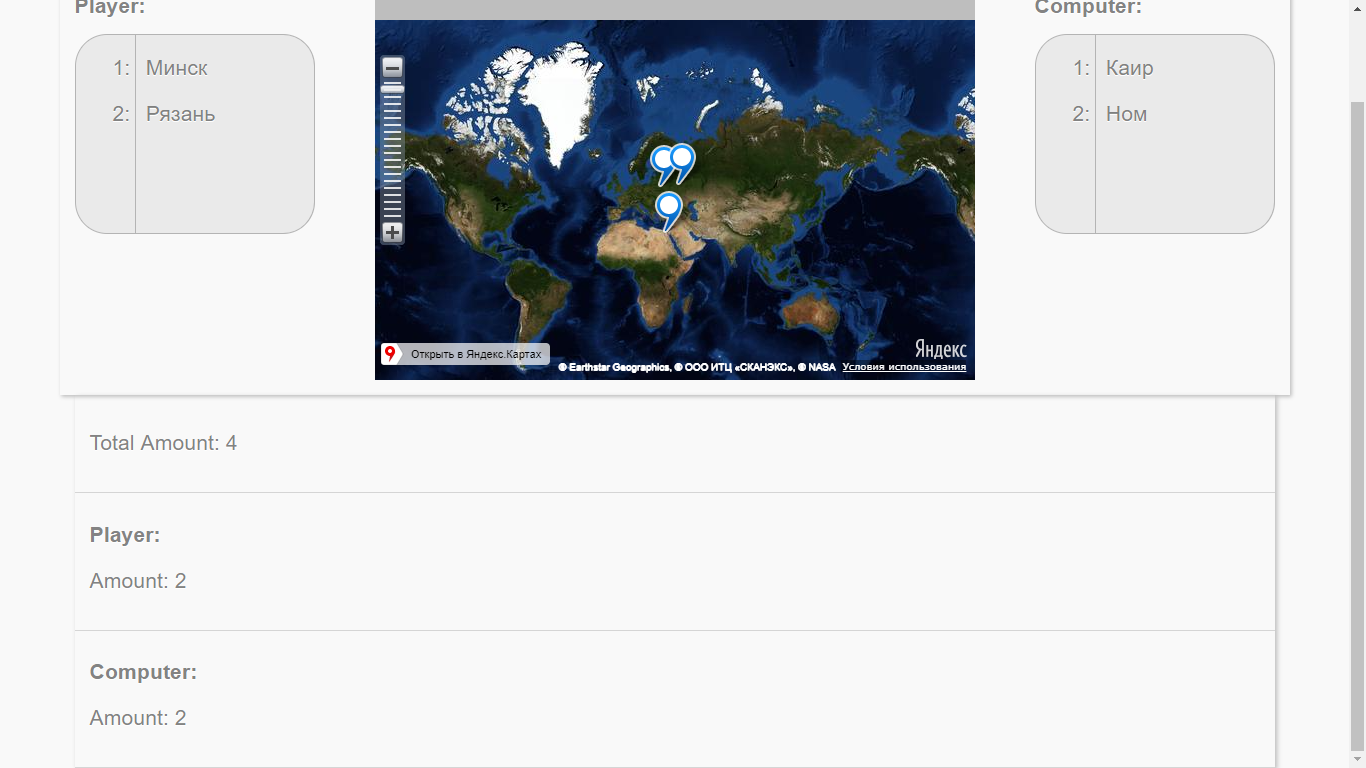 Player:
1: Минск
2: Рязань
Computer:
1: Каир
2: Ном
Открыть в Яндекс.Картах
Яндекс
© Earthstar Geographics, © ООО ИТЦ «СКАНЭКС», © NASA Условия использования
Total Amount: 4
Player:
Amount: 2
Computer:
Amount: 2